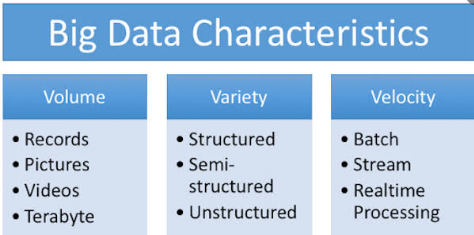 Big Data Characteristics
Volume
• Records
• Pictures
• Videos
• Terabyte
Variety
• Structured
• Semi-
structured
• Unstructured
Velocity
• Batch
• Stream
• Realtime
Processing